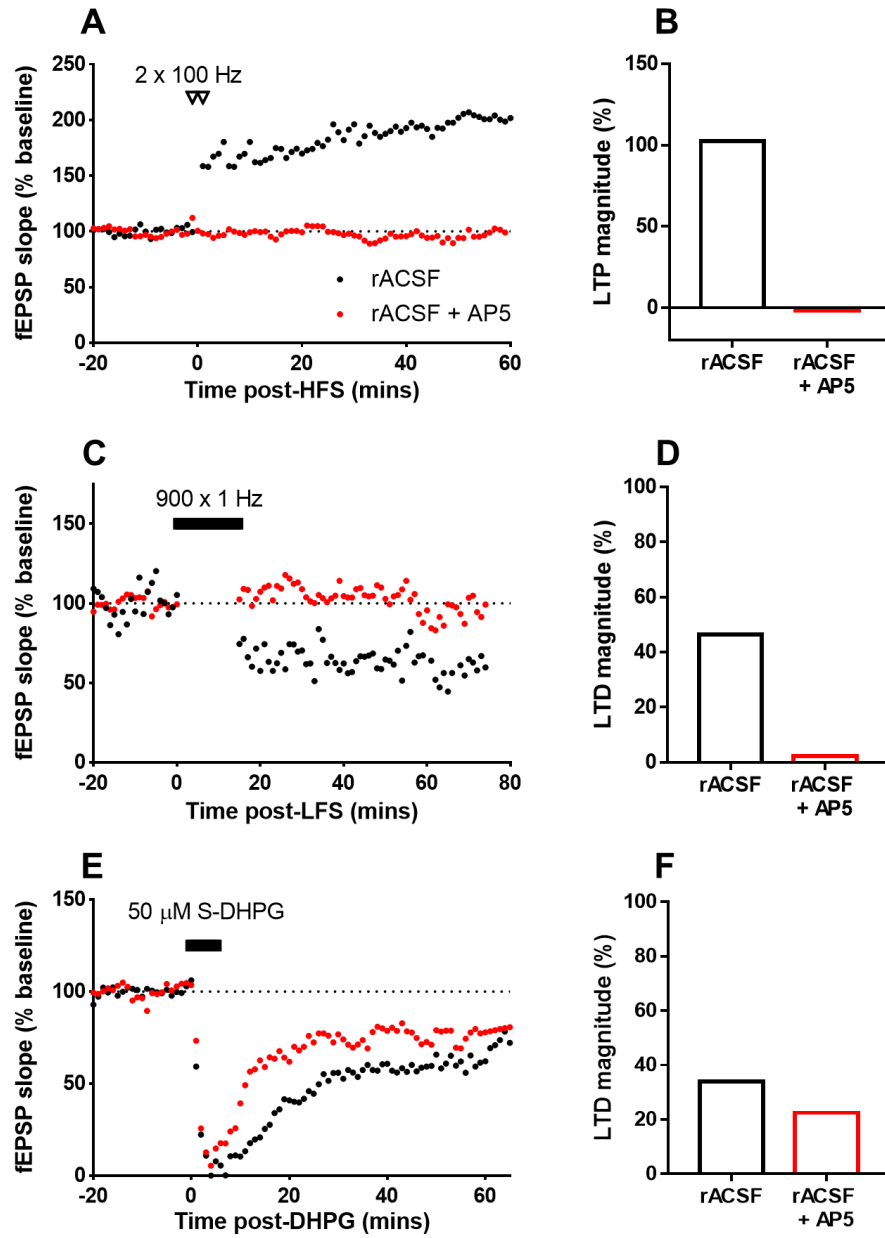 A
fEPSP slope (% baseline)
250
200
150
100
50
0
2 x 100 Hz
rACSF
rACSF + AP5
-20
0
20
40
60
Time post-HFS (mins)
B
LTP magnitude (%)
150
100
50
0
rACSF
rACSF
+ AP5
C
fEPSP slope (% baseline)
150
100
50
0
900 x 1 Hz
-20
0
20
40
60
80
Time post-LFS (mins)
D
LTD magnitude (%)
100
80
60
40
20
0
rACSF
rACSF
+ AP5
E
fEPSP slope (% baseline)
150
100
50
0
50 μM S-DHPG
-20
0
20
40
60
Time post-DHPG (mins)
F
LTD magnitude (%)
100
80
60
40
20
0
rACSF
rACSF
+ AP5